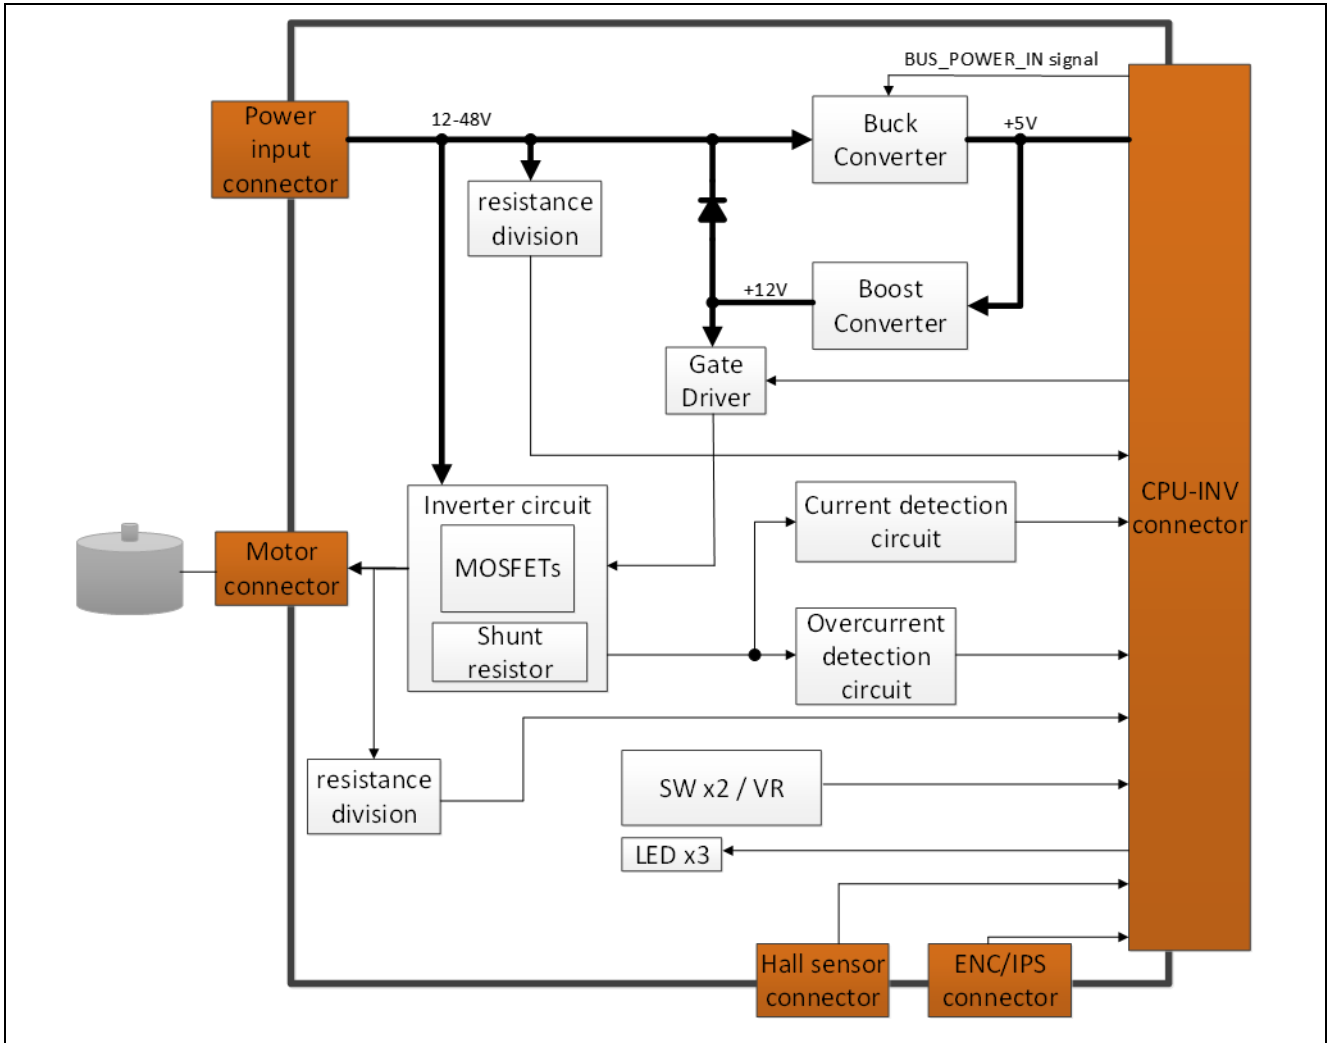 BUS_POWER_IN signal
Power
input
connector
12-48V
Buck
Converter
+5V
resistance
division
+12V
Boost
Converter
Gate
Driver
CPU-INV
connector
Inverter circuit
MOSFETs
Shunt
resistor
Current detection
circuit
Motor
connector
Overcurrent
detection
circuit
resistance
division
SW x2 / VR
LED x3
Hall sensor
connector
ENC/IPS
connector